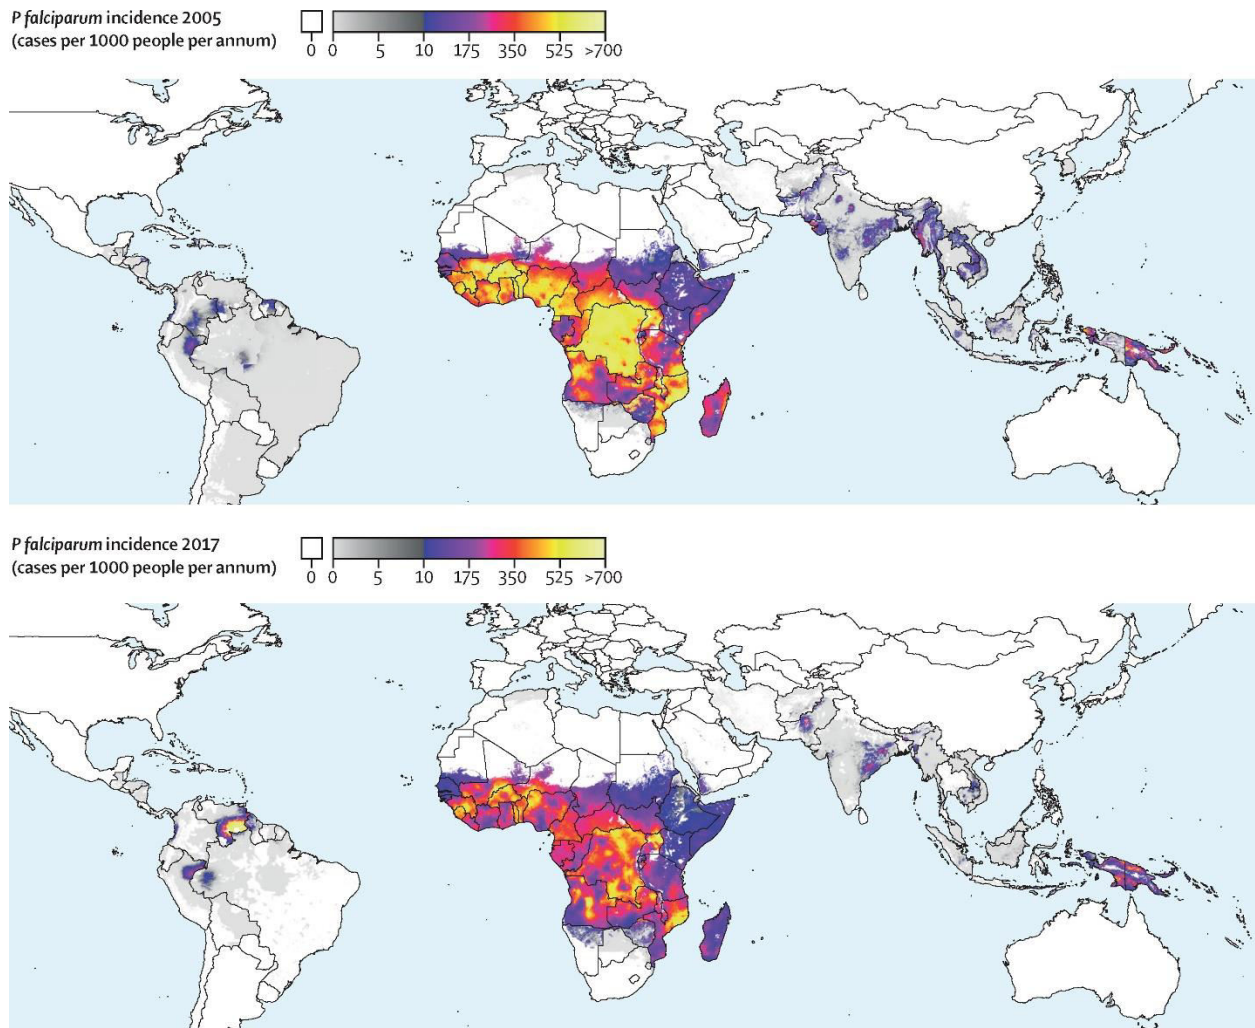 P falciparum incidence 2005
(cases per 1000 people per annum)
0 0 5 10 175 350 525 >700
P falciparum incidence 2017
(cases per 1000 people per annum)
0 0 5 10 175 350 525 >700